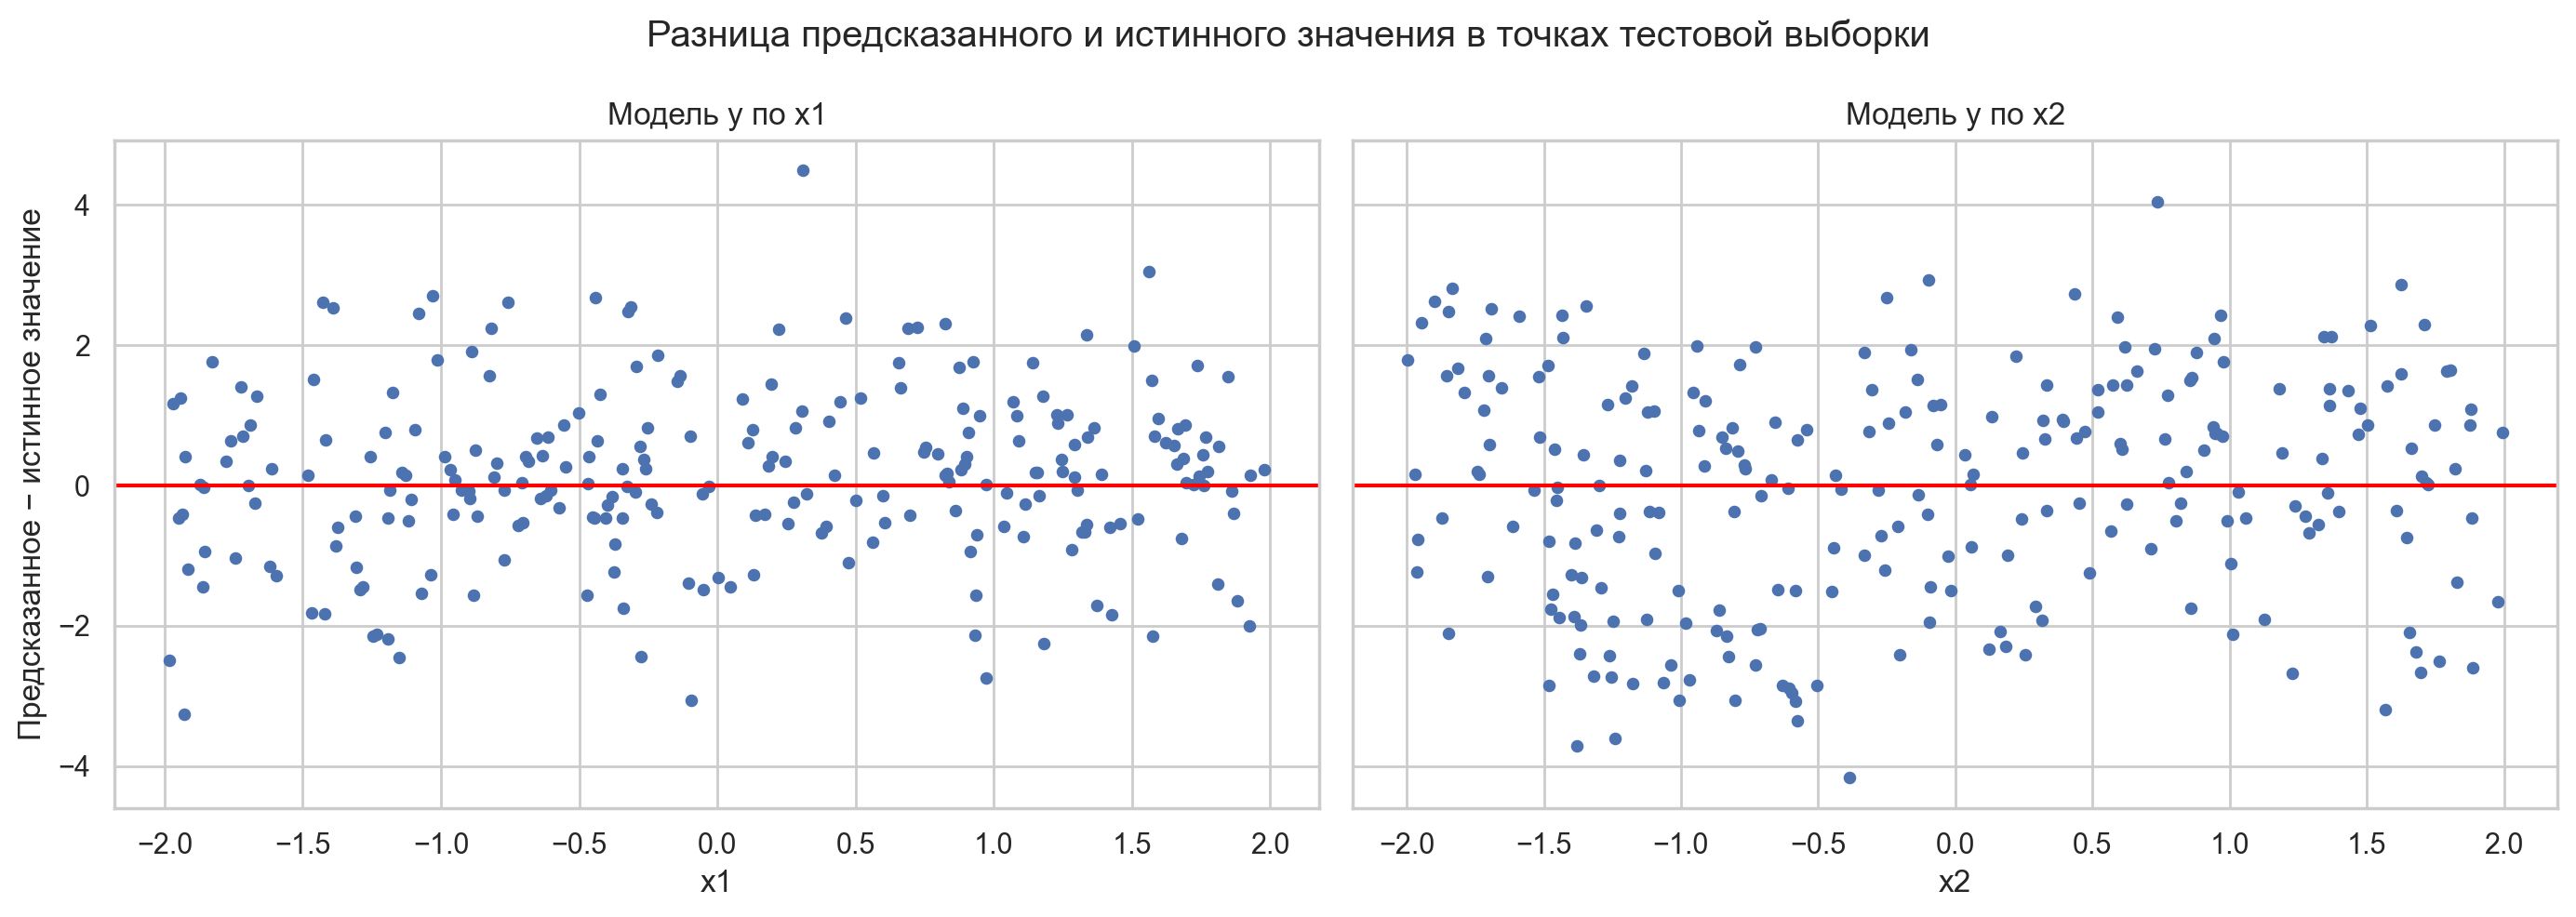 Разница предсказанного и истинного значения в точках тестовой выборки
Модель y по x1
Модель y по x2
Предсказанное − истинное значение
4
2
0
−2
−4
−2.0 −1.5 −1.0 −0.5 0.0 0.5 1.0 1.5 2.0
−2.0 −1.5 −1.0 −0.5 0.0 0.5 1.0 1.5 2.0
x1
x2